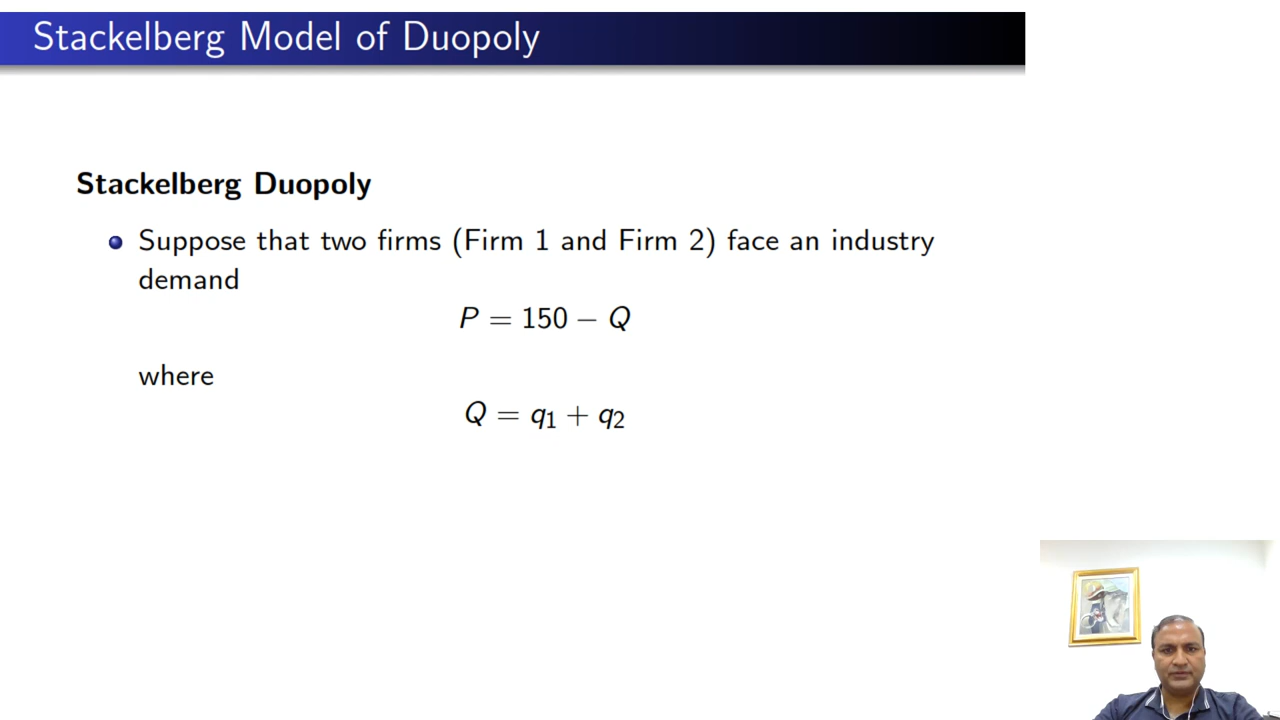 Stackelberg Model of Duopoly
Stackelberg Duopoly
Suppose that two firms (Firm 1 and Firm 2) face an industry
demand
P = 150 − Q
where
Q = q₁ + q₂